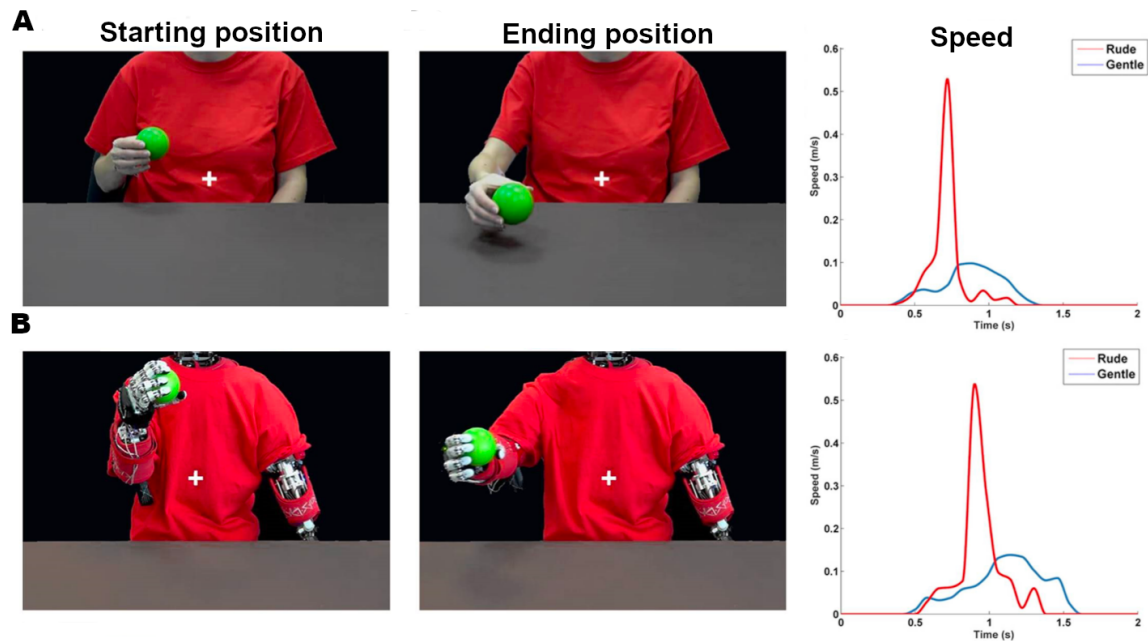 A
Starting position
Ending position
Speed
Rude
Gentle
0.6
0.5
0.4
0.3
0.2
0.1
0
Speed (m/s)
0 0.5 1 1.5 2
Time (s)
B
Rude
Gentle
0.6
0.5
0.4
0.3
0.2
0.1
0
Speed (m/s)
0 0.5 1 1.5 2
Time (s)